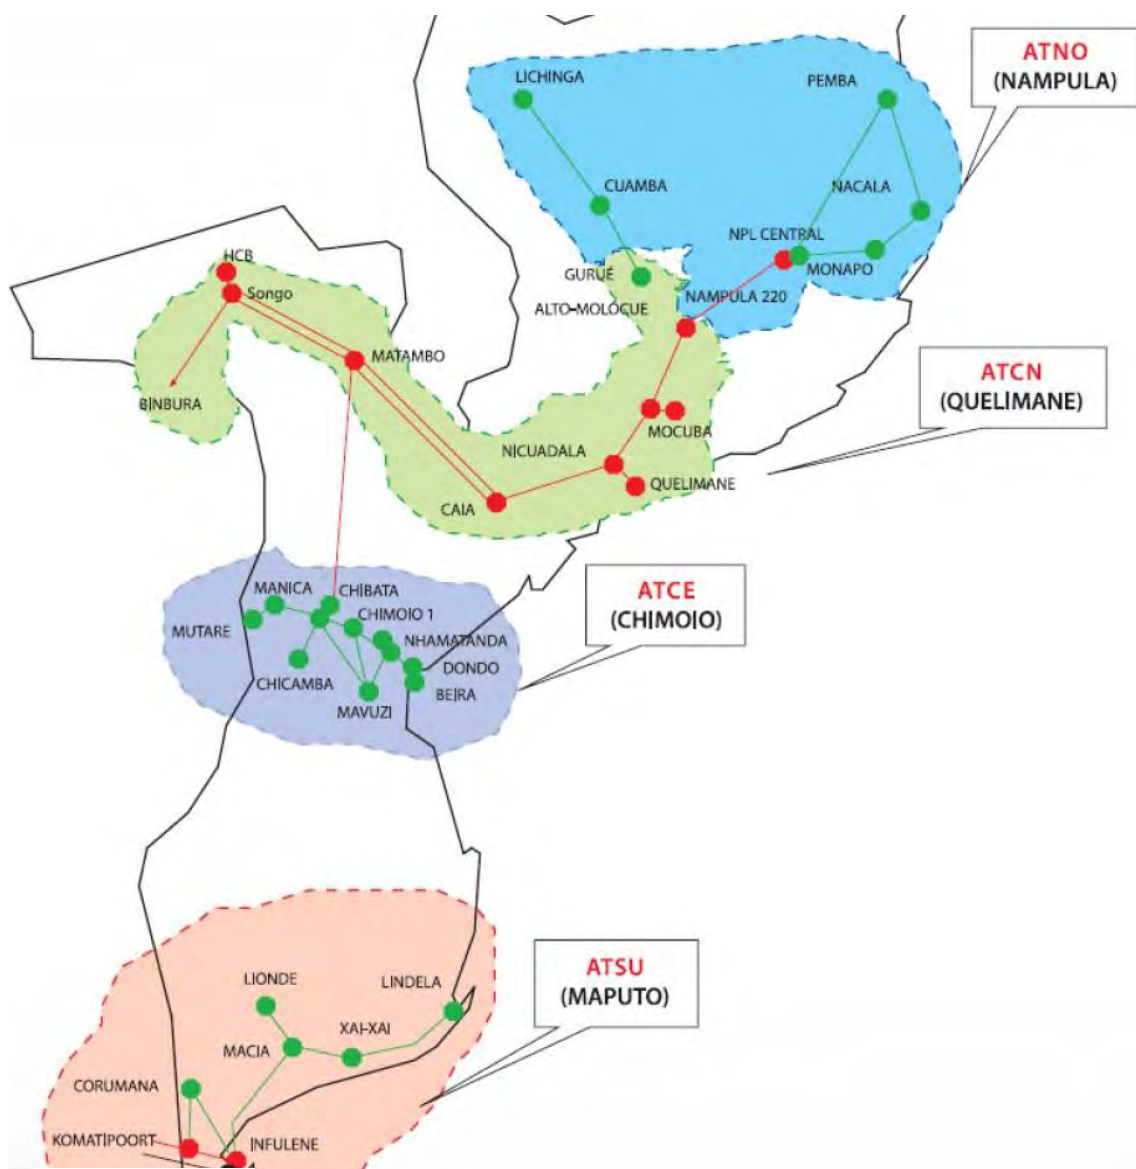 ATNO
(NAMPULA)
LICHINGA
PEMBA
CUAMBA
NACALA
NPL CENTRAL
MONAPO
HCB
Songo
GURUÉ
NAMPULA 220
ALTO-MOLÓCUE
MATAMBO
BINBURA
ATCN
(QUELIMANE)
MOCUBA
NICUADALA
QUELIMANE
CAIA
ATCE
(CHIMOIO)
MANICA
CHIBATA
CHIMOIO 1
MUTARE
NHAMATANDA
DONDO
CHICAMBA
BEIRA
MAVUZI
ATSU
(MAPUTO)
LIONDE
LINDELA
XAI-XAI
MACIA
CORUMANA
KOMATIPOORT
INFULENE